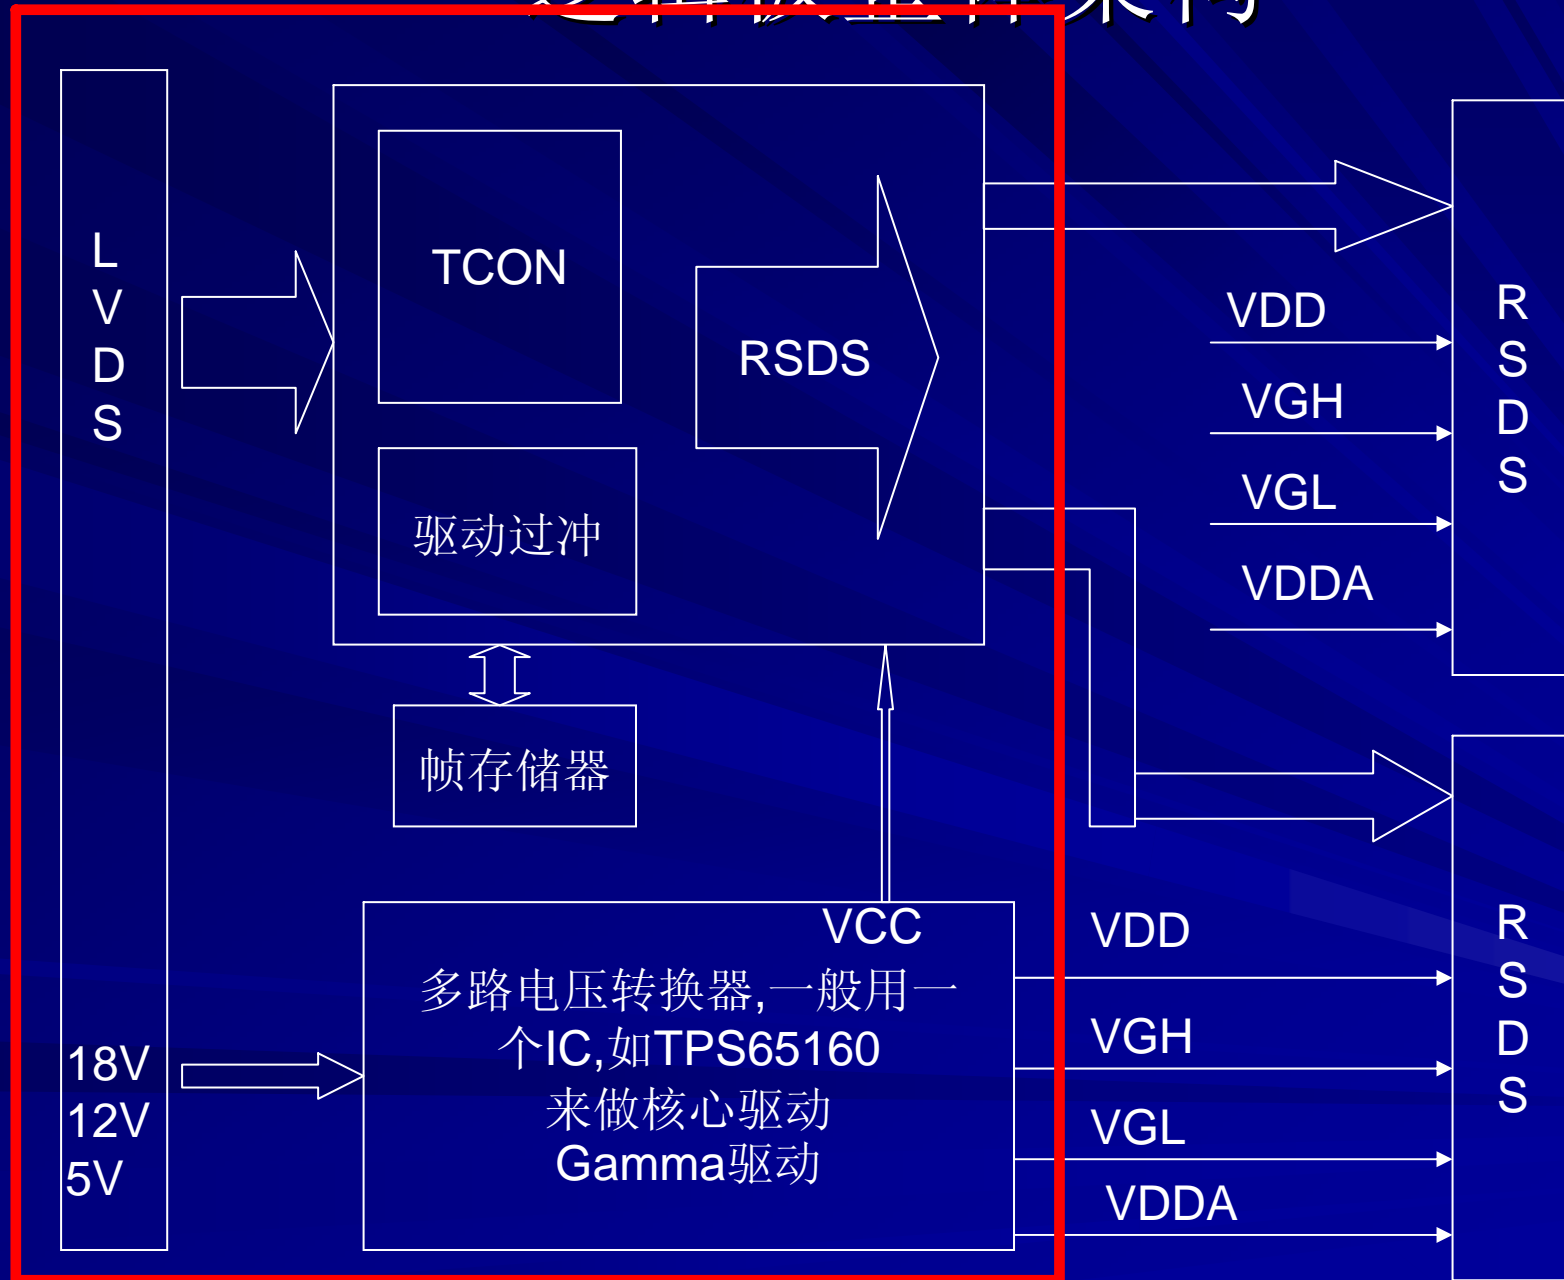 L
V
D
S
TCON
RSDS
驱动过冲
帧存储器
VDD
VGH
VGL
VDDA
R
S
D
S
18V
12V
5V
VCC
多路电压转换器,一般用一
个IC,如TPS65160
来做核心驱动
Gamma驱动
VDD
VGH
VGL
VDDA
R
S
D
S